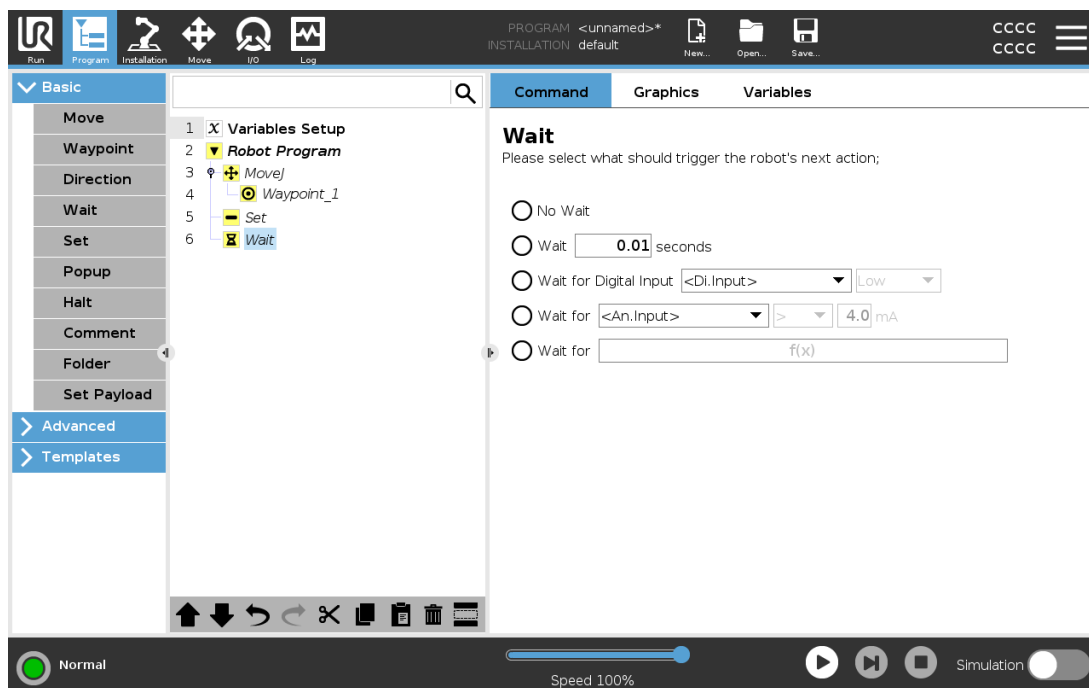 PROGRAM <unnamed>*
INSTALLATION default
CCCC
CCCC
Run Program Installation Move I/O Log New... Open... Save...
Basic
Move
Waypoint
Direction
Wait
Set
Popup
Halt
Comment
Folder
Set Payload
Advanced
Templates
1 X Variables Setup
2 Robot Program
3 MoveJ
4 Waypoint_1
5 Set
6 Wait
Command Graphics Variables
Wait
Please select what should trigger the robot's next action;
No Wait
Wait 0.01 seconds
Wait for Digital Input <Di.Input> Low
Wait for <An.Input> > 4.0 mA
Wait for f(x)
Normal
Speed 100%
Simulation